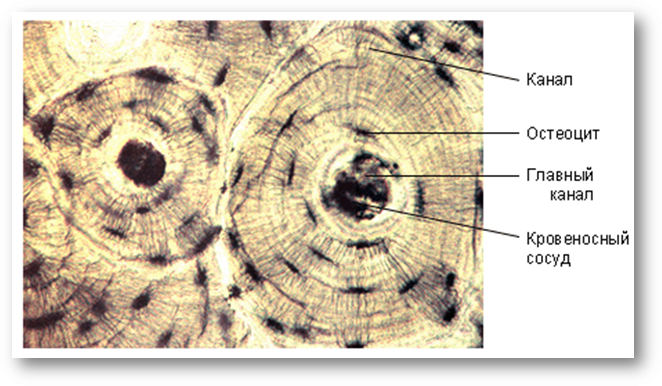 Канал
Остеоцит
Главный
канал
Кровеносный
сосуд